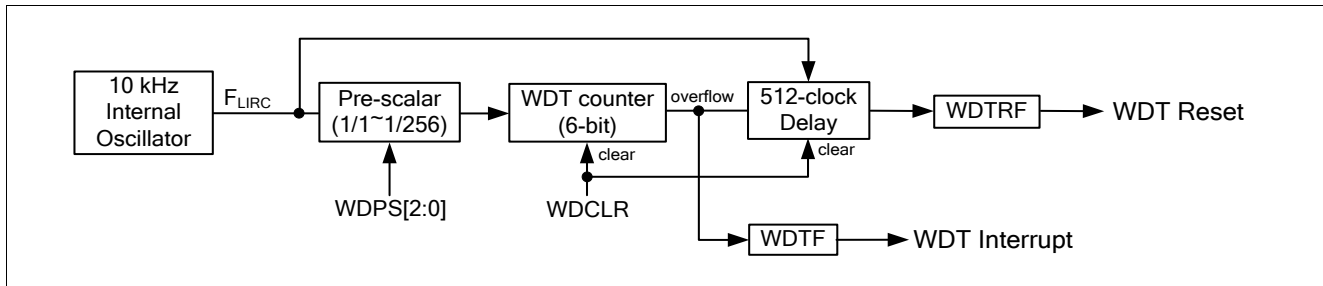 10 kHz
Internal
Oscillator
FLIRC
Pre-scalar
(1/1~1/256)
WDT counter
(6-bit)
overflow
512-clock
Delay
WDTRF
WDT Reset
clear
clear
WDPS[2:0]
WDCLR
WDTF
WDT Interrupt